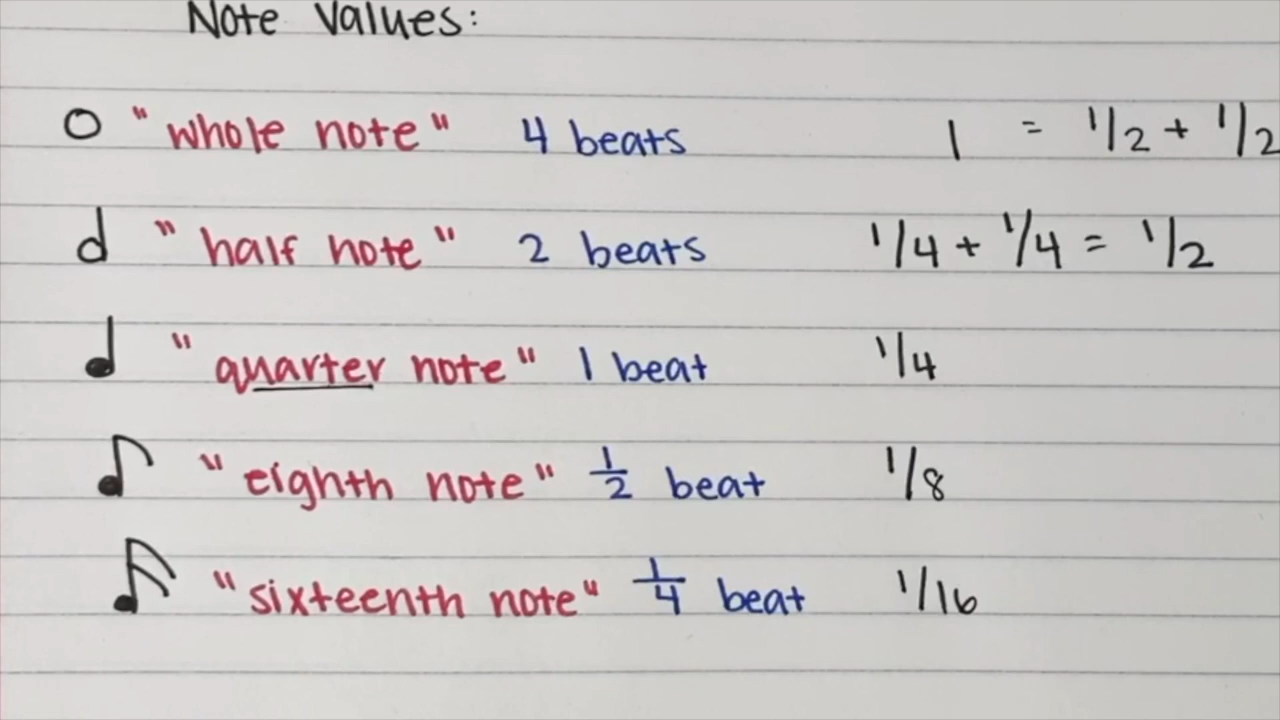 Note Values:
"whole note" 4 beats 1 = 1/2 + 1/2
"half note" 2 beats 1/4 + 1/4 = 1/2
"quarter note" 1 beat 1/4
"eighth note" 1/2 beat 1/8
"sixteenth note" 1/4 beat 1/16